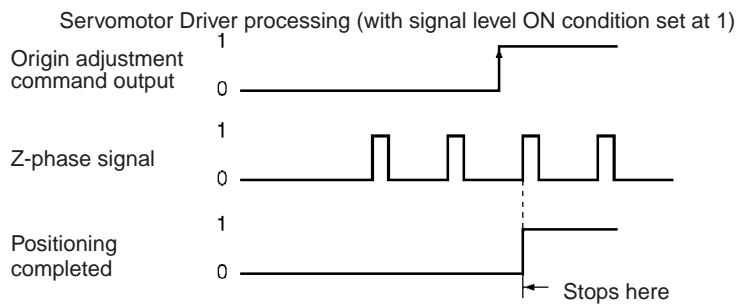 Servomotor Driver processing (with signal level ON condition set at 1)
1
Origin adjustment
command output
0
1
Z-phase signal
0
1
Positioning
completed
0
Stops here